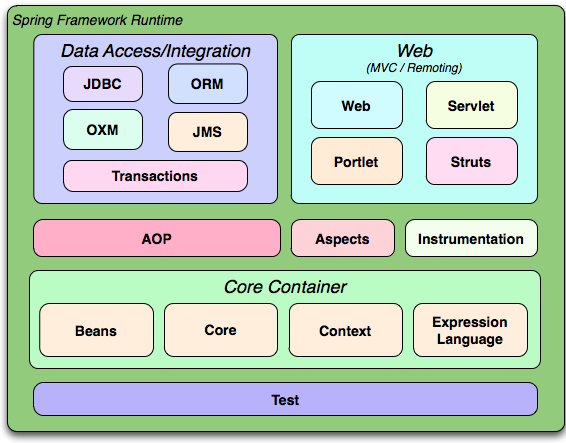 Spring Framework Runtime
Data Access/Integration
JDBC
ORM
OXM
JMS
Transactions
Web
(MVC / Remoting)
Web
Servlet
Portlet
Struts
AOP
Aspects
Instrumentation
Core Container
Beans
Core
Context
Expression
Language
Test